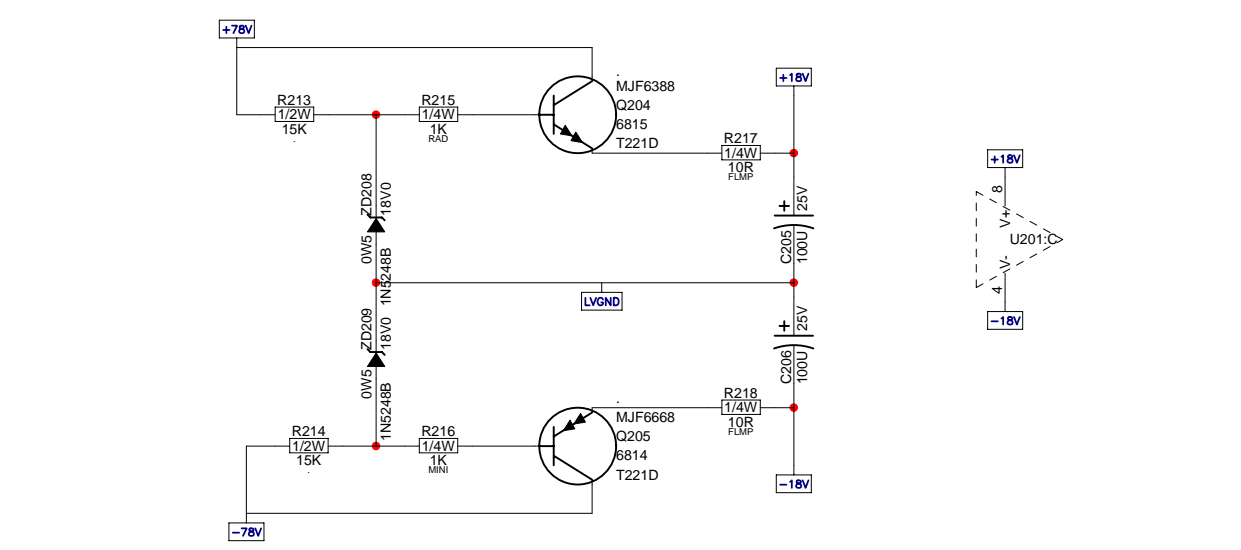 +78V
R213
1/2W
15K
R215
1/4W
1K
RAD
MJF6388
Q204
6815
T221D
+18V
R217
1/4W
10R
FLMP
ZD208
18V0
0W5
1N5248B
+
25V
C205
100U
LVGND
+18V
8
V+
U201:C
V-
4
-18V
ZD209
18V0
0W5
1N5248B
+
25V
C206
100U
R214
1/2W
15K
R216
1/4W
1K
MINI
MJF6668
Q205
6814
T221D
R218
1/4W
10R
FLMP
-18V
-78V